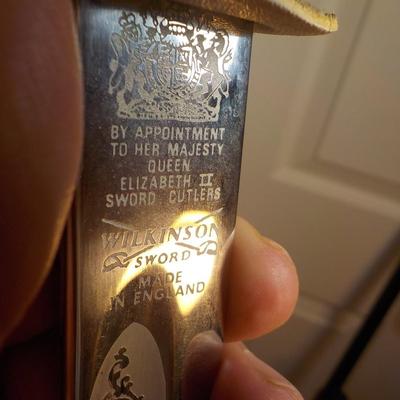 BY APPOINTMENT
TO HER MAJESTY
QUEEN
ELIZABETH II
SWORD CUTLERS
WILKINSON
SWORD
MADE
IN ENGLAND